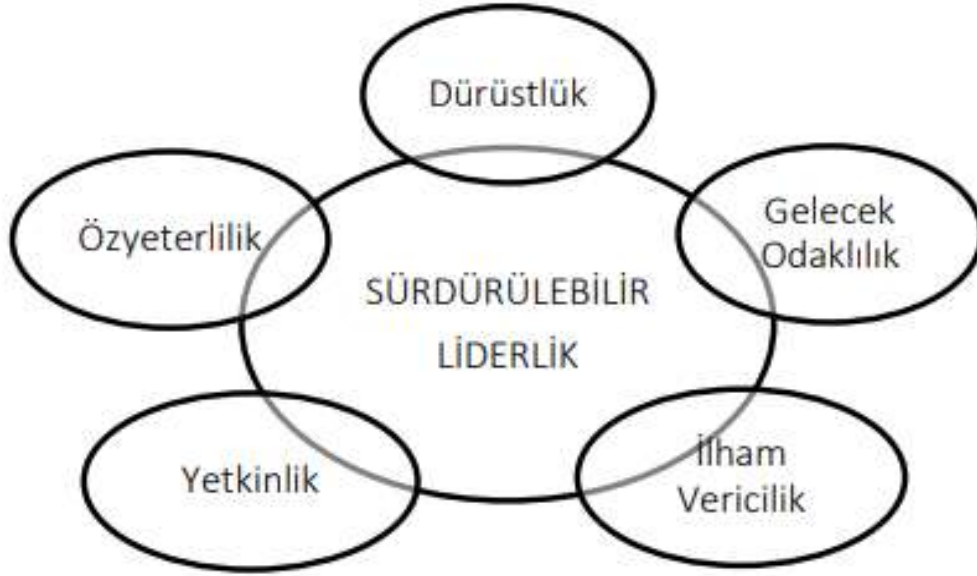 Dürüstlük
Özyeterlilik
Gelecek
Odaklılık
SÜRDÜRÜLEBİLİR
LİDERLİK
Yetkinlik
İlham
Vericilik